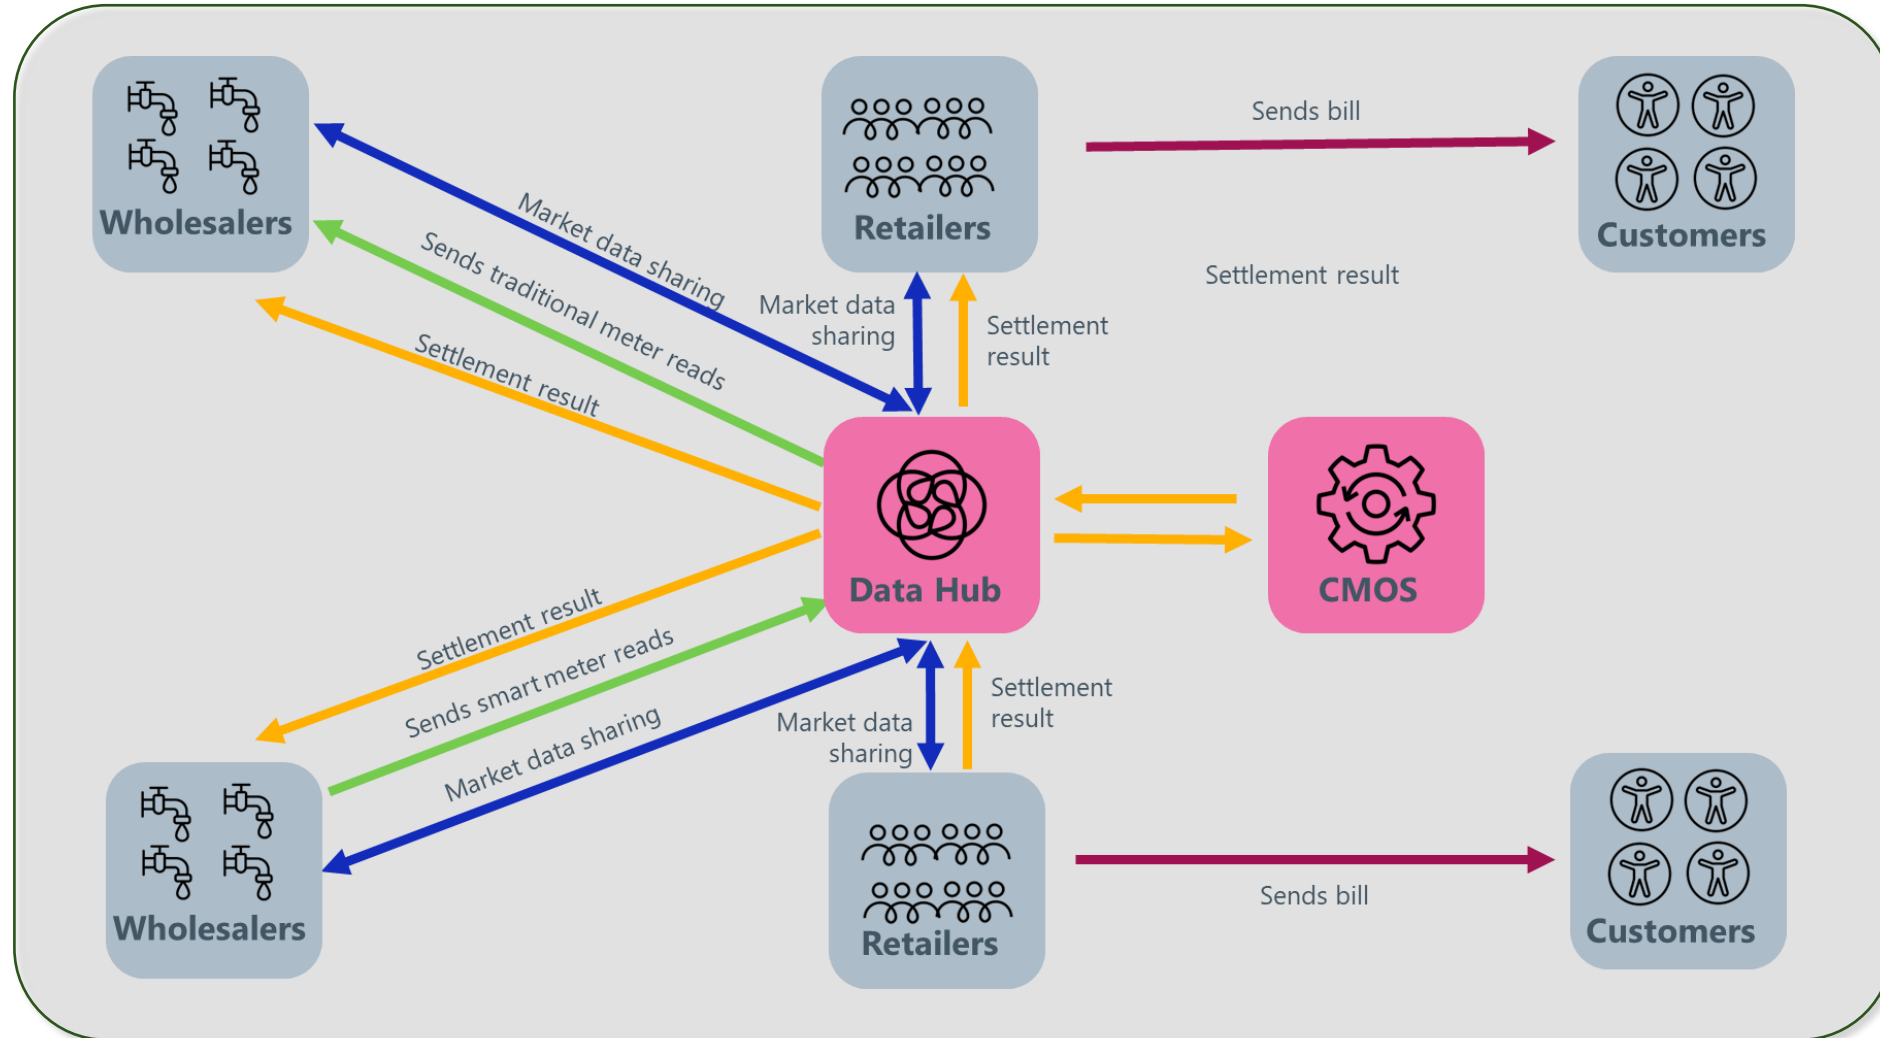 Sends bill
Wholesalers
Retailers
Customers
Market data sharing
Sends traditional meter reads
Settlement result
Market data
sharing
Settlement
result
Settlement result
Data Hub
CMOS
Settlement result
Sends smart meter reads
Market data sharing
Market data
sharing
Settlement
result
Wholesalers
Retailers
Sends bill
Customers